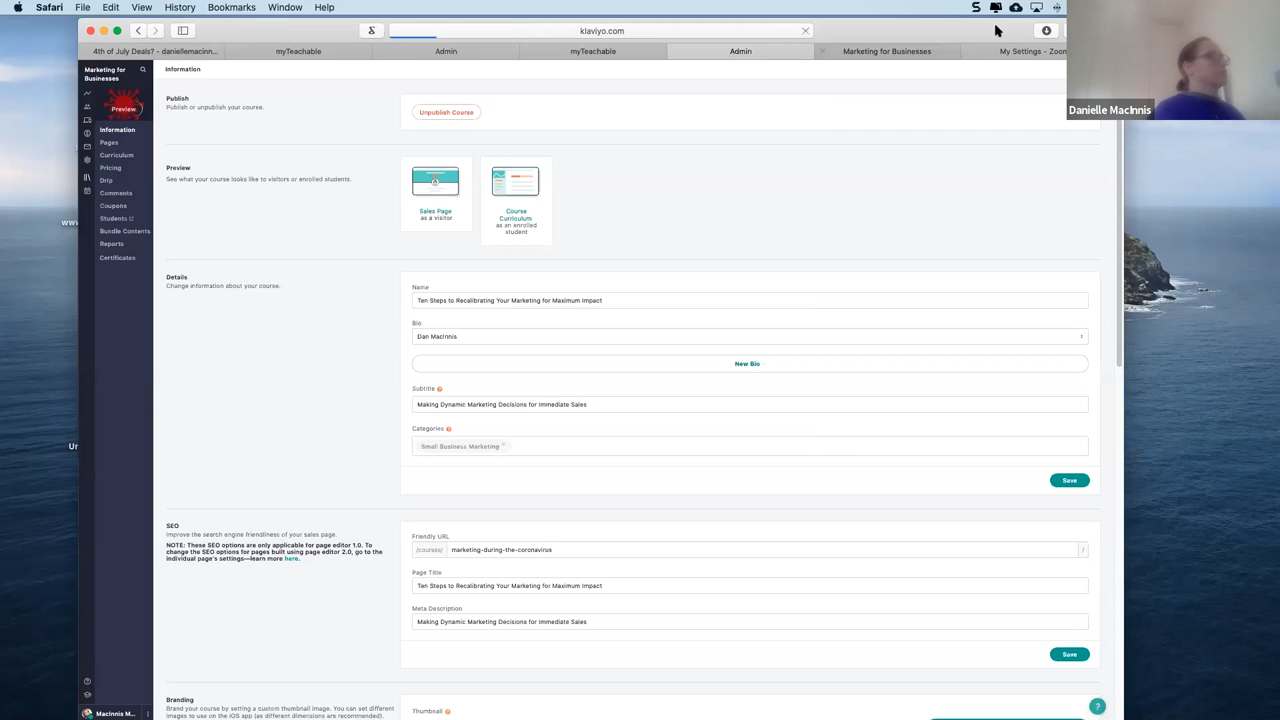 Safari File Edit View History Bookmarks Window Help
klaviyo.com
4th of July Deals? - daniellemacinn... myTeachable Admin myTeachable Admin Marketing for Businesses My Settings - Zoom
Danielle MacInnis
Marketing for
Businesses
Preview
Information
Pages
Curriculum
Pricing
Drip
Comments
Coupons
Students
Bundle Contents
Reports
Certificates
MacInnis M...
Information
Publish
Publish or unpublish your course.
Unpublish Course
Preview
See what your course looks like to visitors or enrolled students.
Sales Page
as a visitor
Course
Curriculum
as an enrolled
student
Details
Change information about your course.
Name
Ten Steps to Recalibrating Your Marketing for Maximum Impact
Bio
Dan MacInnis
New Bio
Subtitle
Making Dynamic Marketing Decisions for Immediate Sales
Categories
Small Business Marketing
Save
SEO
Improve the search engine friendliness of your sales page.
NOTE: These SEO options are only applicable for page editor 1.0. To
change the SEO options for pages built using page editor 2.0, go to the
individual page's settings—learn more here.
Friendly URL
/courses/ marketing-during-the-coronavirus /
Page Title
Ten Steps to Recalibrating Your Marketing for Maximum Impact
Meta Description
Making Dynamic Marketing Decisions for Immediate Sales
Save
Branding
Brand your course by setting a custom thumbnail image. You can set different
images to use on the iOS app (as different dimensions are recommended).
Thumbnail
?